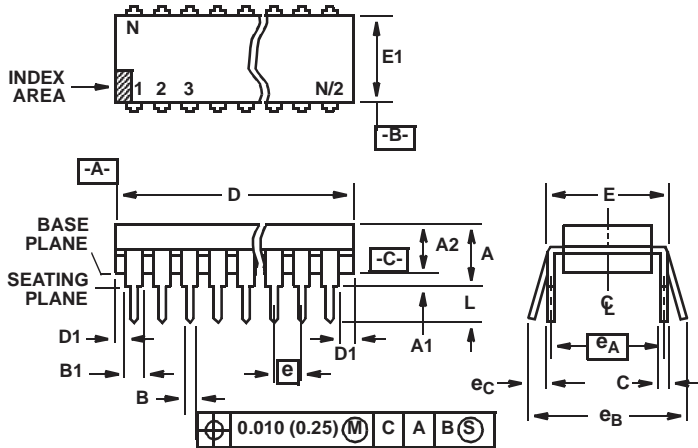 N
INDEX
AREA
1 2 3 N/2
E1
-B-
-A-
D
E
BASE
PLANE
A2
A
-C-
SEATING
PLANE
L
D1
A1
D1
B1
e
B
C
L
eA
eC
C
eB
0.010 (0.25) M C A B S